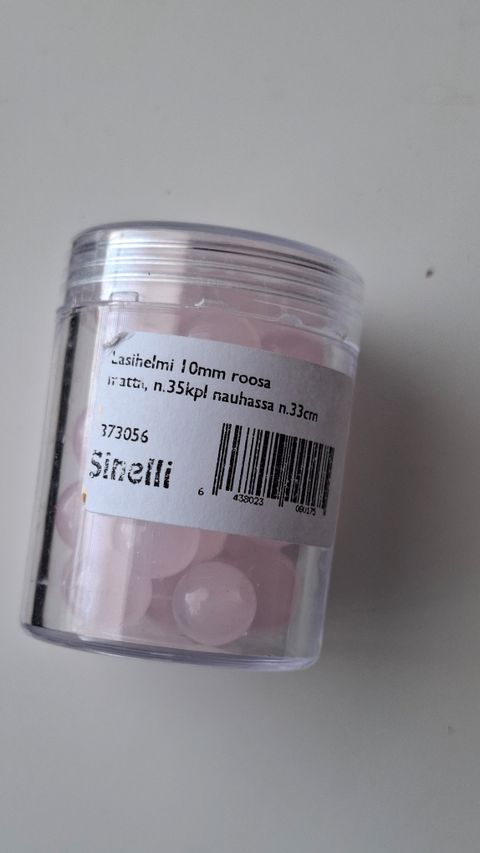 Lasihelmi 10mm roosa
matta, n.35kpl nauhassa n.33cm
373056
Sinelli
6 438023 080175